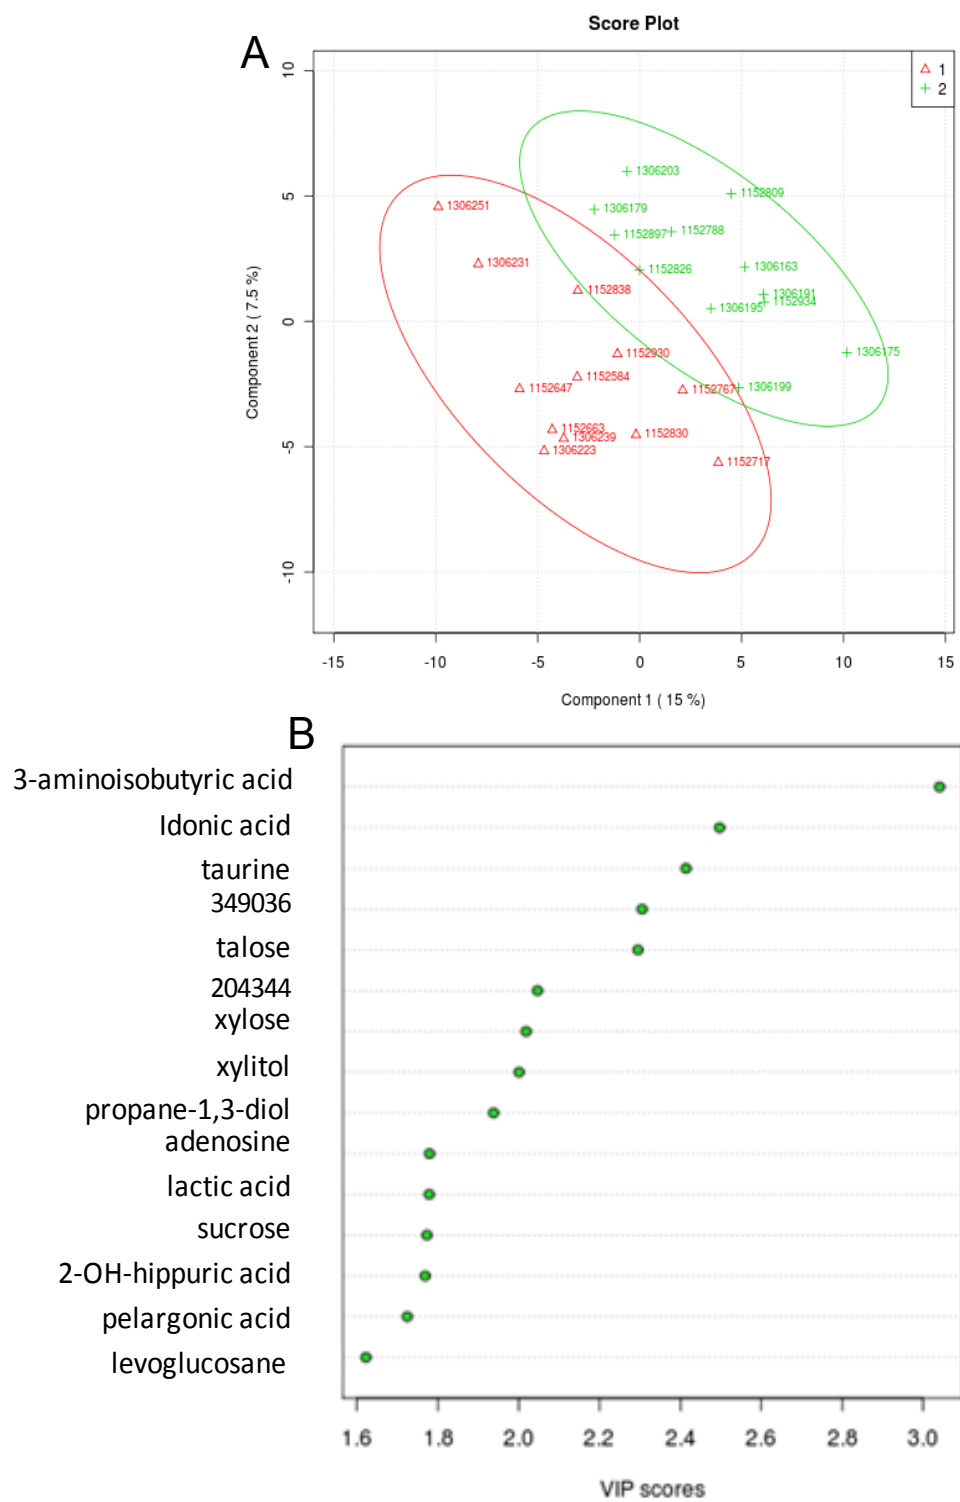 Score Plot
A
1
2
10
5
0
-5
-10
1306203
1152809
1306251
1306179
1152897
1152788
1306231
1152826
1306163
1152838
1306191
1152934
1306195
1152930
1306175
1152584
1152647
1152767
1306199
1152663
1306239
1152830
1306223
1152717
Component 2 ( 7.5 %)
-15
-10
-5
0
5
10
15
Component 1 ( 15 %)
B
3-aminoisobutyric acid
Idonic acid
taurine
349036
talose
204344
xylose
xylitol
propane-1,3-diol
adenosine
lactic acid
sucrose
2-OH-hippuric acid
pelargonic acid
levoglucosane
1.6
1.8
2.0
2.2
2.4
2.6
2.8
3.0
VIP scores